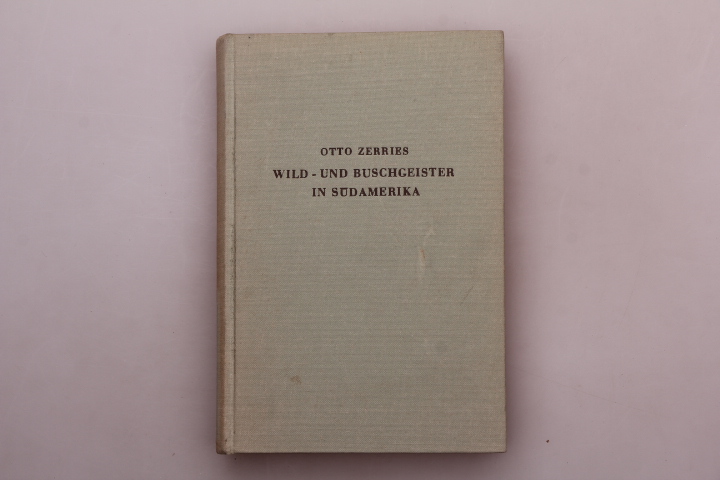 OTTO ZERRIES
WILD - UND BUSCHGEISTER
IN SÜDAMERIKA